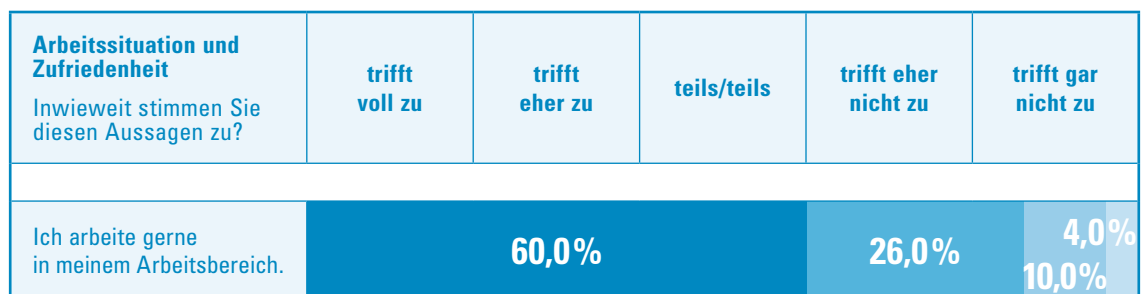 Arbeitssituation und
Zufriedenheit
Inwieweit stimmen Sie
diesen Aussagen zu?
trifft
voll zu
trifft
eher zu
teils/teils
trifft eher
nicht zu
trifft gar
nicht zu
Ich arbeite gerne
in meinem Arbeitsbereich.
60,0%
26,0%
4,0%
10,0%